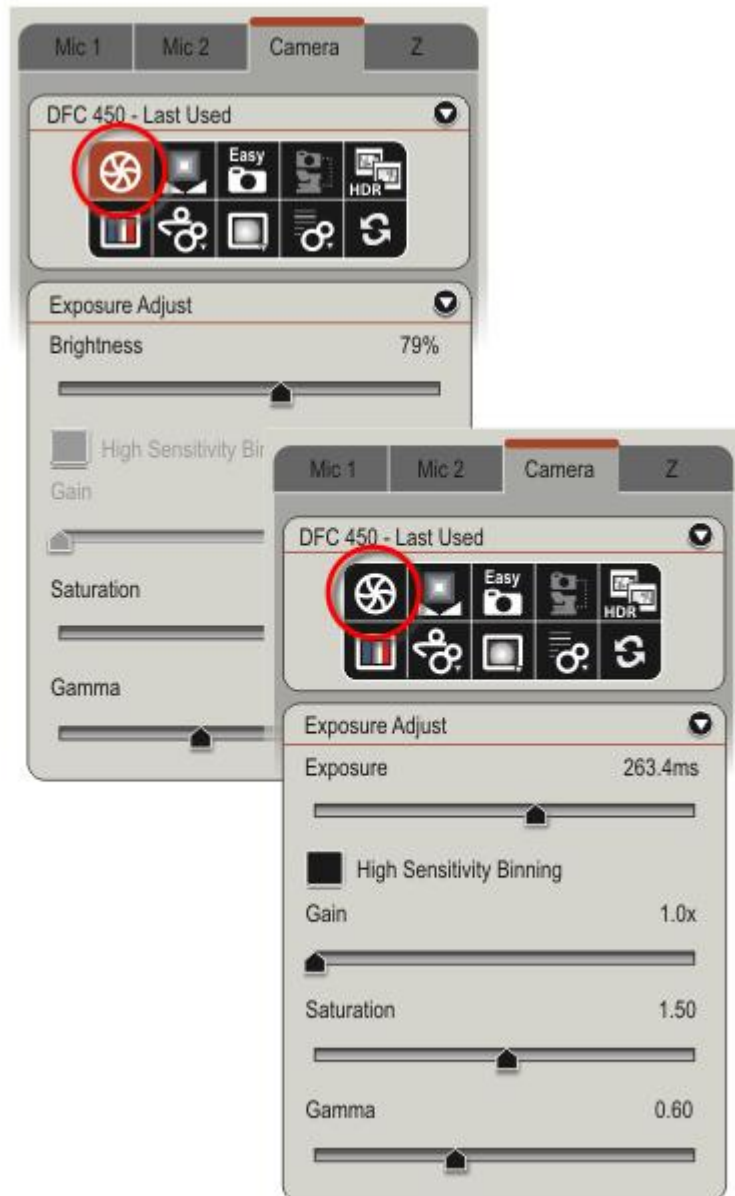 Mic 1 Mic 2 Camera Z
DFC 450 - Last Used
Easy
HDR
Exposure Adjust
Brightness 79%
High Sensitivity
Gain
Saturation
Gamma
Mic 1 Mic 2 Camera Z
DFC 450 - Last Used
Easy
HDR
Exposure Adjust
Exposure 263.4ms
High Sensitivity Binning
Gain 1.0x
Saturation 1.50
Gamma 0.60